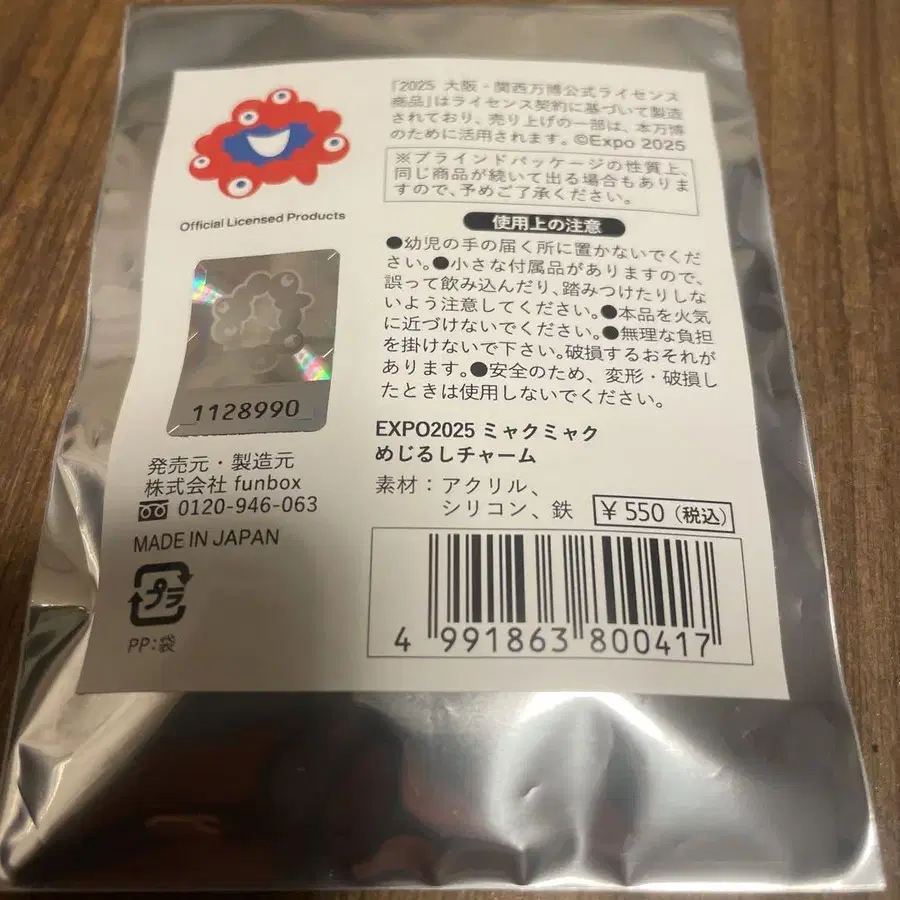 「2025 大阪・関西万博公式ライセンス
商品」はライセンス契約に基づいて製造
されており、売り上げの一部は、本万博
のために活用されます。©Expo 2025
※ブラインドパッケージの性質上、
同じ商品が続いて出る場合もありま
すので、予めご了承ください。
Official Licensed Products
使用上の注意
●幼児の手の届く所に置かないでくだ
さい。●小さな付属品がありますので、
誤って飲み込んだり、踏みつけたりしな
いよう注意してください。●本品を火気
に近づけないでください。●無理な負担
を掛けないで下さい。破損するおそれが
あります。●安全のため、変形・破損し
たときは使用しないでください。
1128990
EXPO2025 ミャクミャク
めじるしチャーム
素材：アクリル、
シリコン、鉄
¥550（税込）
発売元・製造元
株式会社 funbox
0120-946-063
MADE IN JAPAN
プラ
PP:袋
4 991863 800417